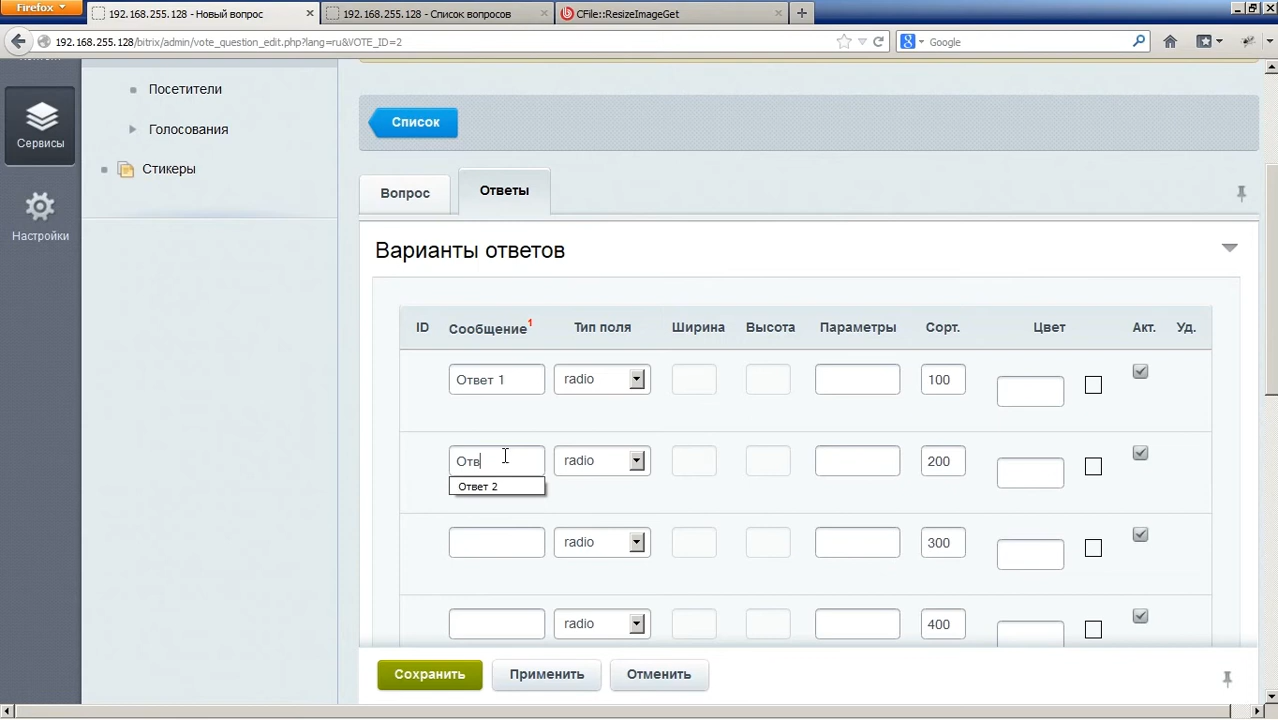 Firefox
192.168.255.128 - Новый вопрос
192.168.255.128 - Список вопросов
CFile::ResizeImageGet
192.168.255.128/bitrix/admin/vote_question_edit.php?lang=ru&VOTE_ID=2
Google
Посетители
Голосования
Стикеры
Сервисы
Настройки
Список
Вопрос
Ответы
Варианты ответов
ID Сообщение1 Тип поля Ширина Высота Параметры Сорт. Цвет Акт. Уд.
Ответ 1 radio 100
Отв radio 200
Ответ 2
radio 300
radio 400
Сохранить Применить Отменить